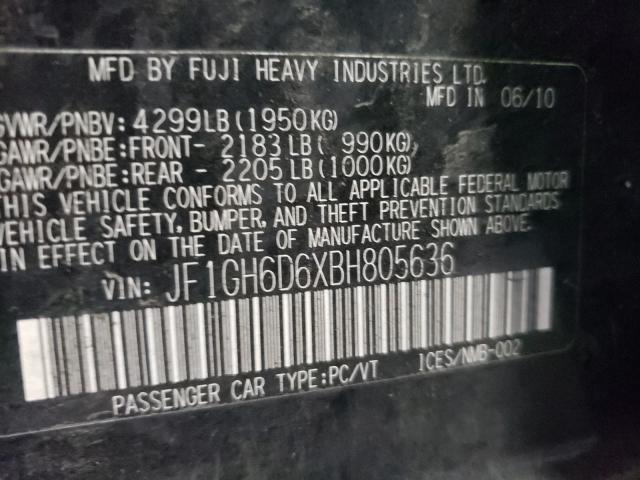 MFD BY FUJI HEAVY INDUSTRIES LTD.
MFD IN 06/10
GVWR/PNBV: 4299LB(1950KG)
GAWR/PNBE:FRONT- 2183LB( 990KG),
GAWR/PNBE:REAR - 2205LB(1000KG)
THIS VEHICLE CONFORMS TO ALL APPLICABLE FEDERAL MOTOR
VEHICLE SAFETY, BUMPER, AND THEFT PREVENTION STANDARDS
IN EFFECT ON THE DATE OF MANUFACTURE SHOWN ABOVE.
VIN: JF1GH6D6XBH805636
PASSENGER CAR TYPE:PC/VT ICES/NMB-002